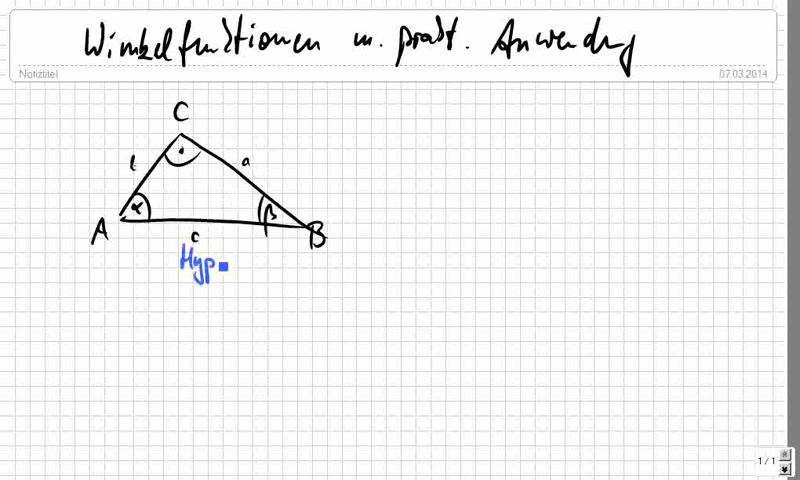 Winkelfunktionen u. prakt. Anwendung
Notiztitel
07.03.2014
C
a
α
β
A
B
c
Hyp
1/1